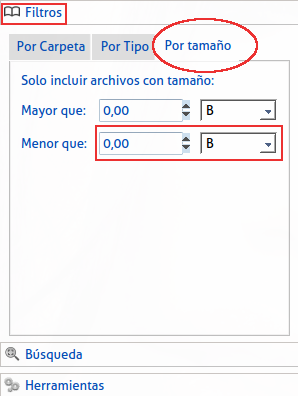 Filtros
Por Carpeta Por Tipo Por tamaño
Solo incluir archivos con tamaño:
Mayor que: 0,00 B
Menor que: 0,00 B
Búsqueda
Herramientas